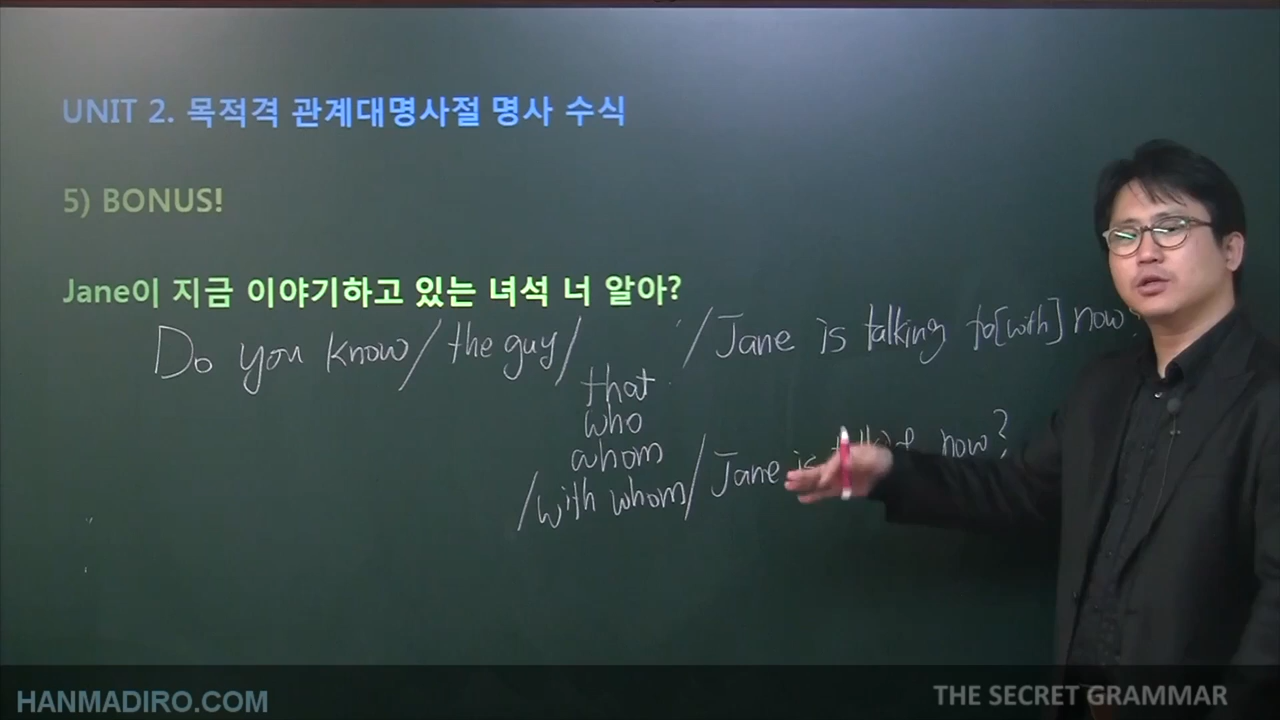 UNIT 2. 목적격 관계대명사절 명사 수식
5) BONUS!
Jane이 지금 이야기하고 있는 녀석 너 알아?
Do you know / the guy / / Jane is talking to[with] now?
that
who
whom
/ with whom / Jane is now?
HANMADIRO.COM
THE SECRET GRAMMAR